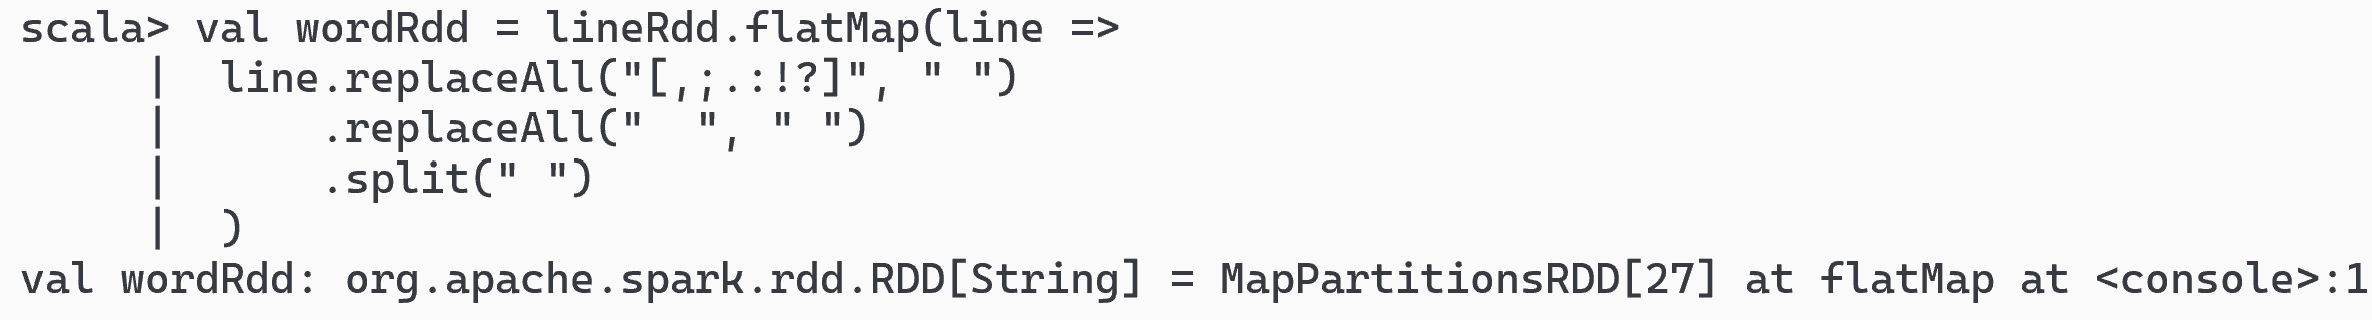 scala> val wordRdd = lineRdd.flatMap(line =>
     |  line.replaceAll("[,;.:!?]", " ")
     |      .replaceAll("  ", " ")
     |      .split(" ")
     |  )
val wordRdd: org.apache.spark.rdd.RDD[String] = MapPartitionsRDD[27] at flatMap at <console>:1